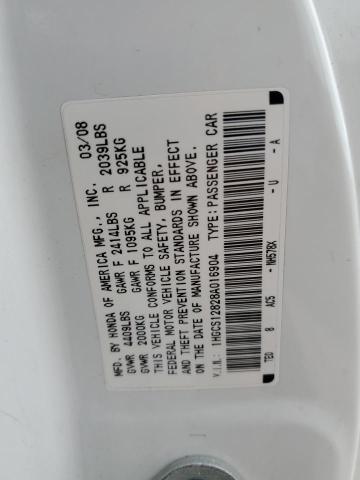 MFD. BY HONDA OF AMERICA MFG., INC. 03/08
GVWR 4409LBS GAWR F 2414LBS R 2039LBS
GVWR 2000KG GAWR F 1095KG R 925KG
THIS VEHICLE CONFORMS TO ALL APPLICABLE
FEDERAL MOTOR VEHICLE SAFETY, BUMPER,
AND THEFT PREVENTION STANDARDS IN EFFECT
ON THE DATE OF MANUFACTURE SHOWN ABOVE.
V.I.N.: 1HGCS12828A016904 TYPE: PASSENGER CAR
TE0 8 AC5 - NH578X - U - A